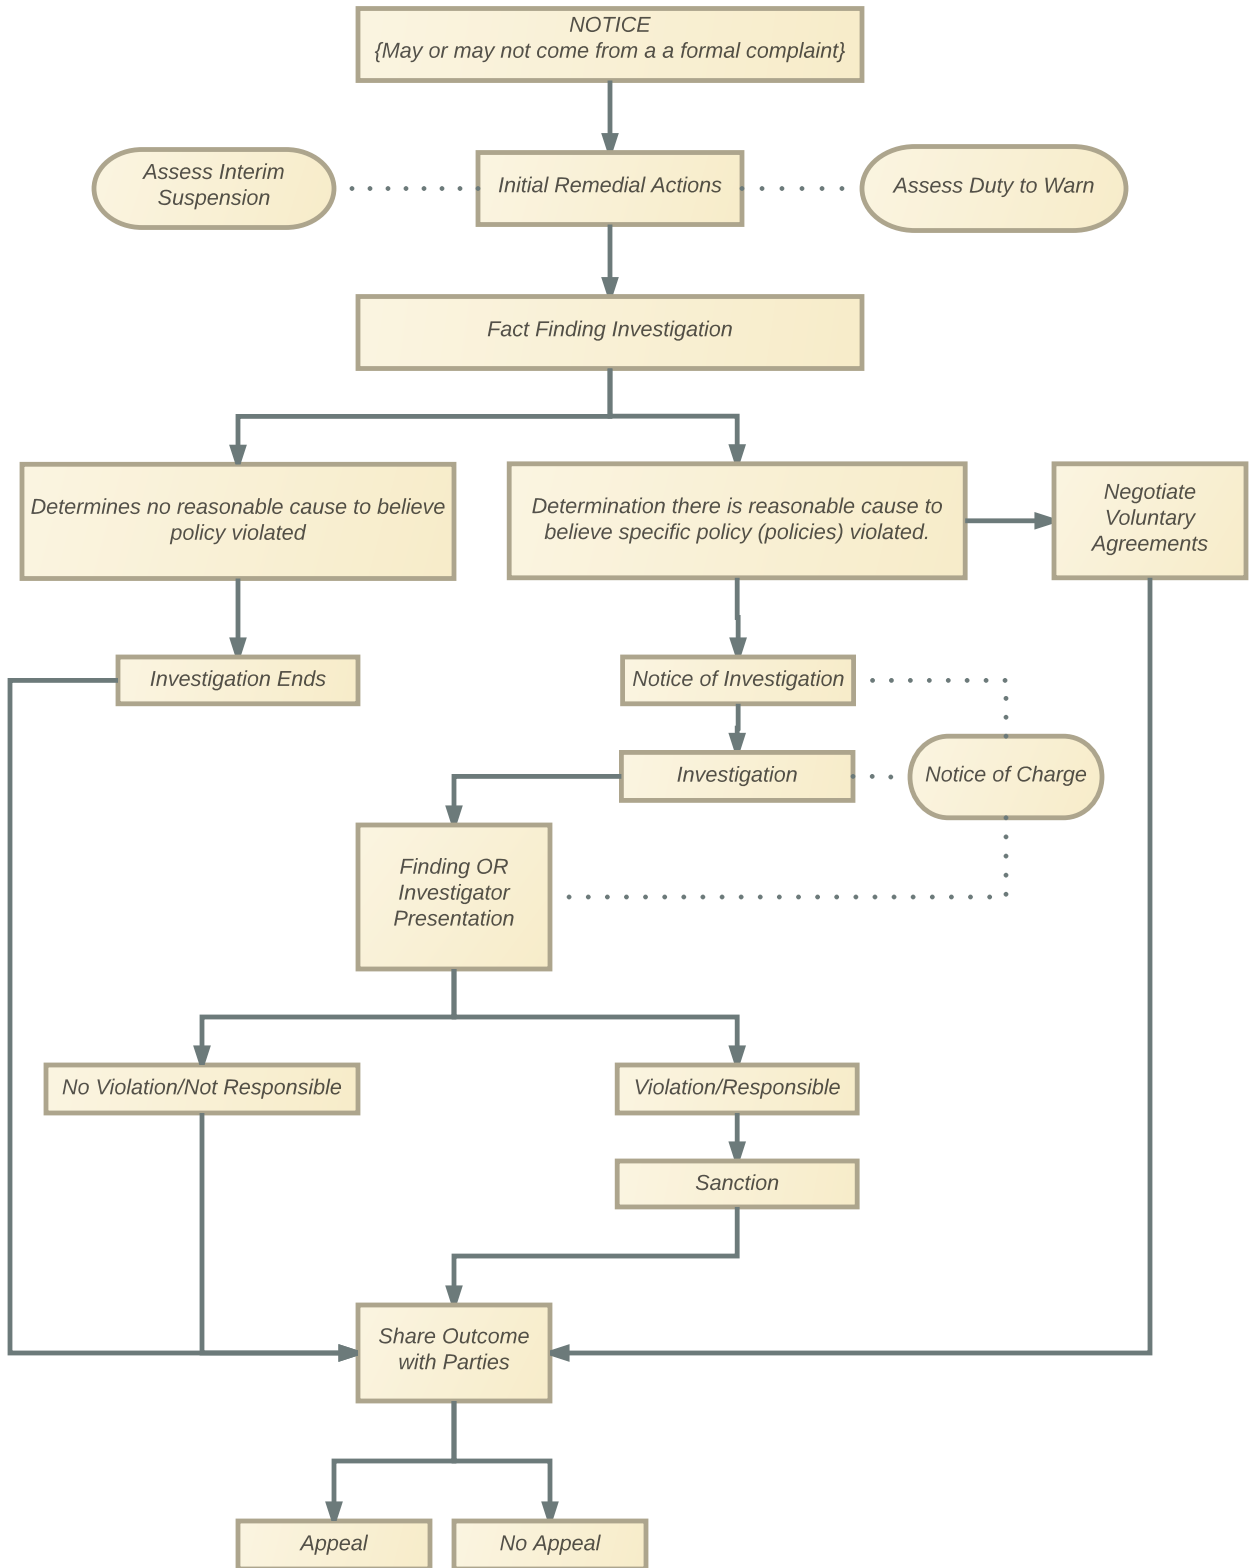 NOTICE
{May or may not come from a a formal complaint}
Assess Interim
Suspension
Initial Remedial Actions
Assess Duty to Warn
Fact Finding Investigation
Determines no reasonable cause to believe
policy violated
Determination there is reasonable cause to
believe specific policy (policies) violated.
Negotiate
Voluntary
Agreements
Investigation Ends
Notice of Investigation
Investigation
Notice of Charge
Finding OR
Investigator
Presentation
No Violation/Not Responsible
Violation/Responsible
Sanction
Share Outcome
with Parties
Appeal
No Appeal